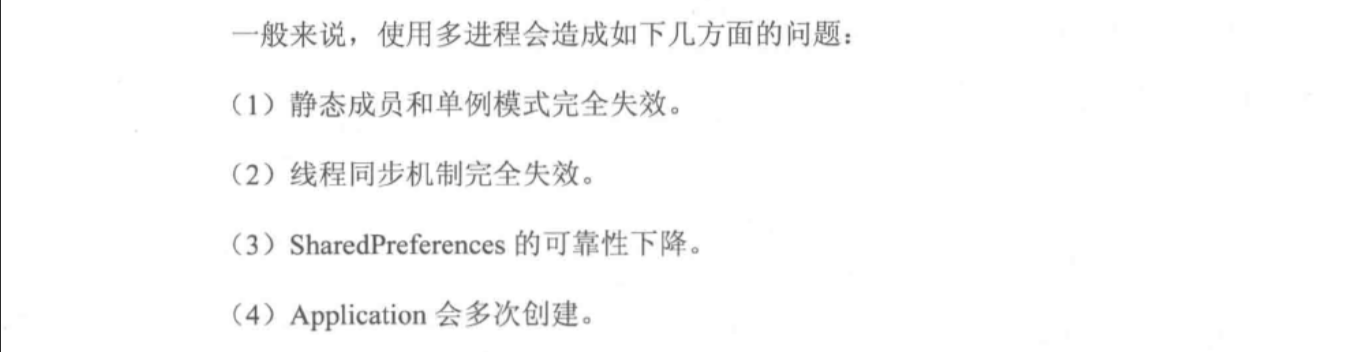 一般来说，使用多进程会造成如下几方面的问题：
（1）静态成员和单例模式完全失效。
（2）线程同步机制完全失效。
（3）SharedPreferences 的可靠性下降。
（4）Application 会多次创建。